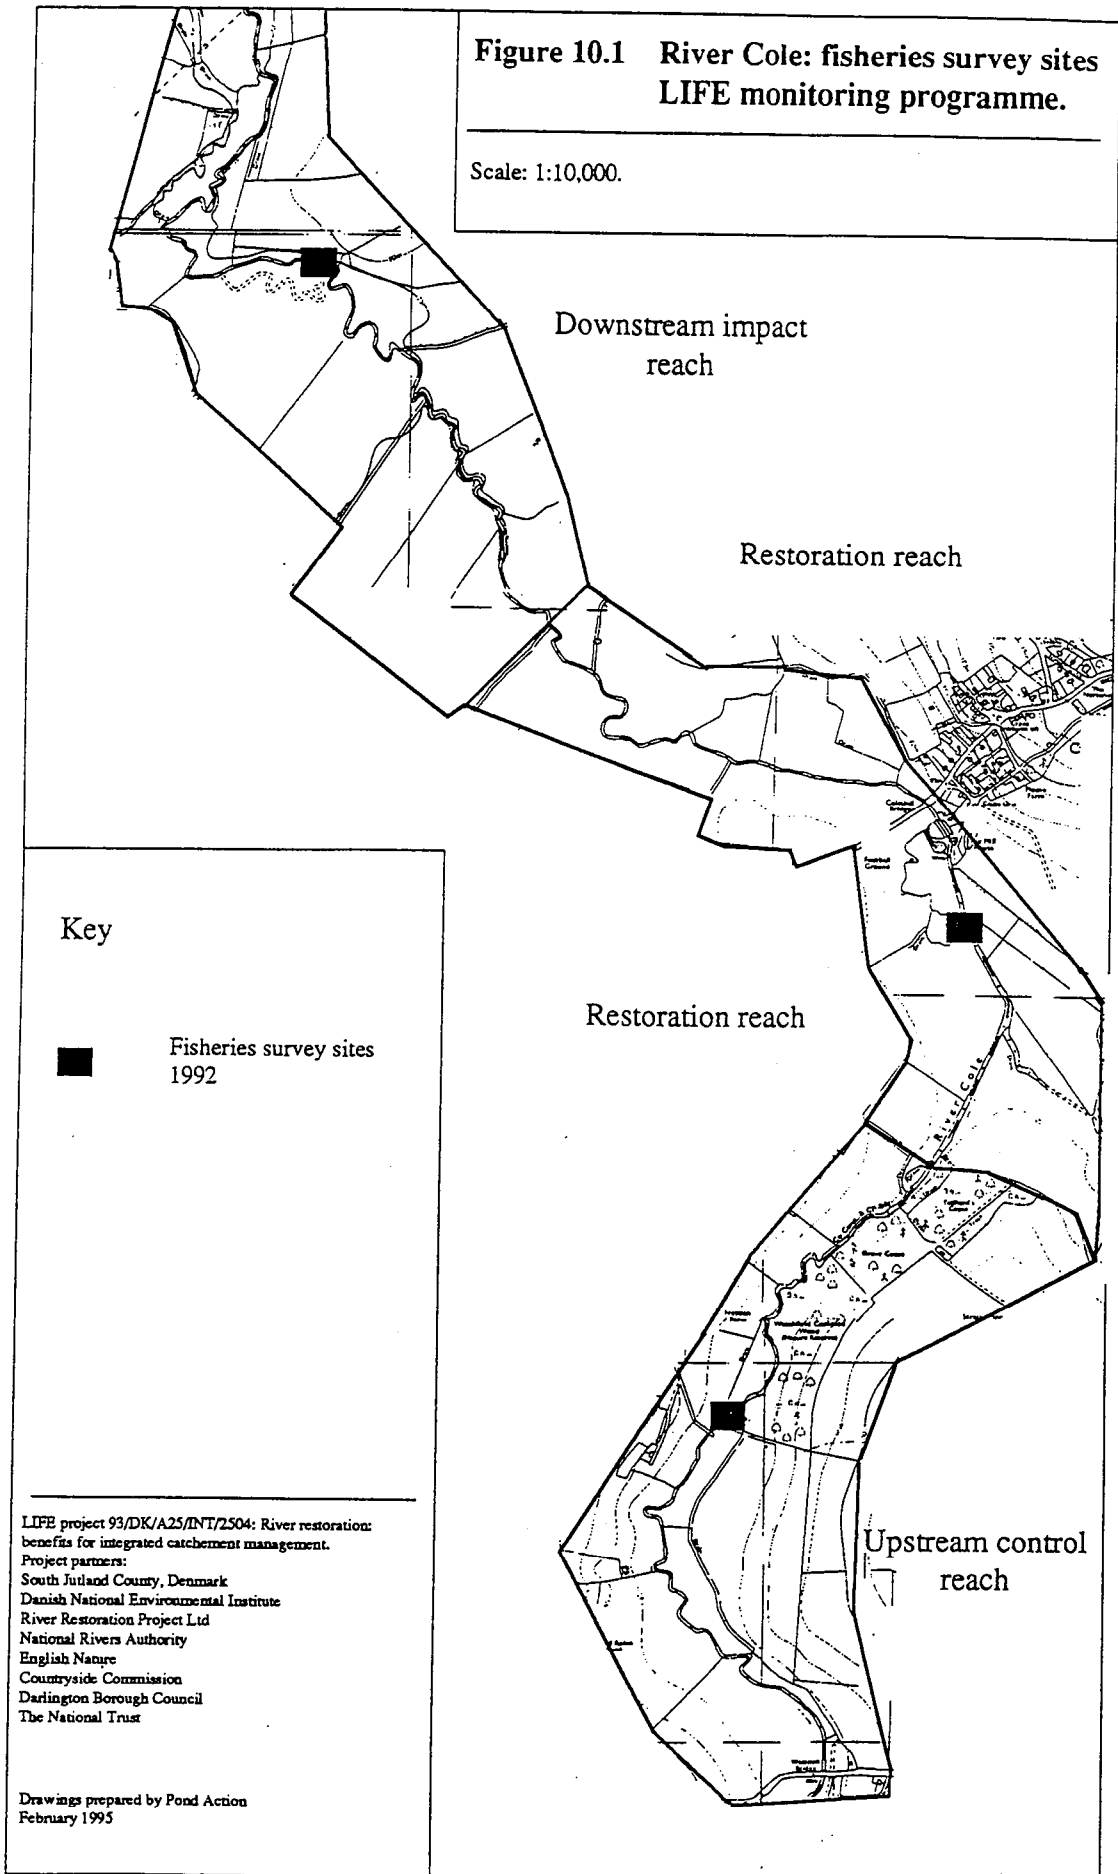 Figure 10.1 River Cole: fisheries survey sites
LIFE monitoring programme.
Scale: 1:10,000.
Downstream impact
reach
Restoration reach
Coleshill
Bridge
Football
Ground
C
Restoration reach
River Cole
Key
Fisheries survey sites
1992
Upstream control
reach
LIFE project 93/DK/A25/INT/2504: River restoration:
benefits for integrated catchement management.
Project partners:
South Jutland County, Denmark
Danish National Environmental Institute
River Restoration Project Ltd
National Rivers Authority
English Nature
Countryside Commission
Darlington Borough Council
The National Trust
Drawings prepared by Pond Action
February 1995